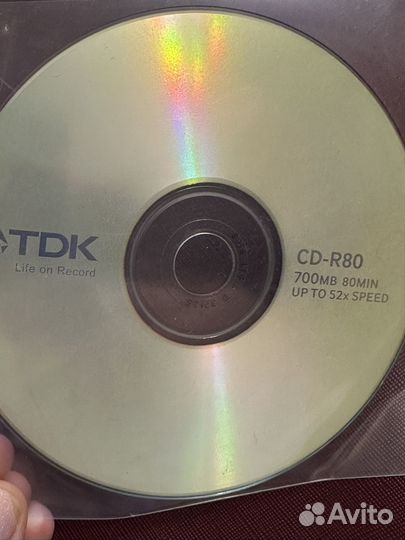 TDK
Life on Record
CD-R80
700MB 80MIN
UP TO 52x SPEED
Avito